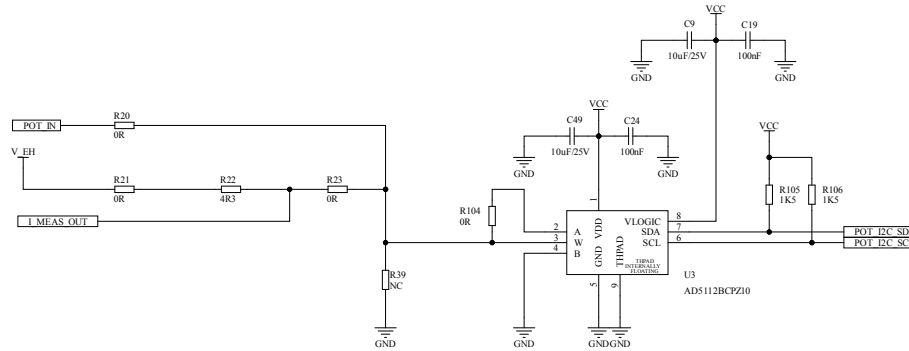 VCC
C9
C19
10uF/25V
100nF
GND
GND
VCC
C49
C24
10uF/25V
100nF
GND
GND
VCC
R20
POT_IN
0R
V_EH
R21
R22
R23
0R
4R3
0R
I_MEAS_OUT
R104
0R
R105
1K5
R106
1K5
1
2
A
3
W
4
B
VDD
GND
THPAD
VLOGIC
8
SDA
7
SCL
6
THPAD
INTERNALLY
FLOATING
POT_I2C_SD
POT_I2C_SC
U3
AD5112BCPZ10
5
9
R39
NC
GND
GND
GND
GND